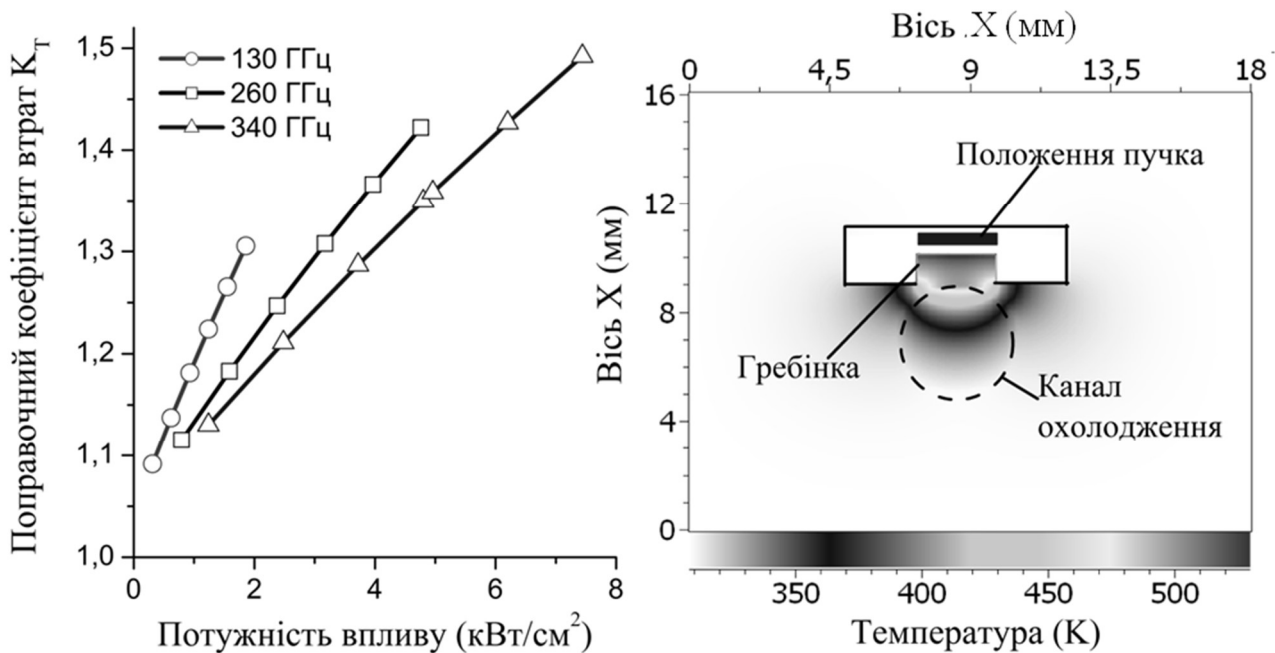 Поправочний коефіцієнт втрат К_Т
1,5
1,4
1,3
1,2
1,1
1,0
130 ГГц
260 ГГц
340 ГГц
0 2 4 6 8
Потужність впливу (кВт/см²)
Вісь .X (мм)
0 4,5 9 13,5 18
Вісь X (мм)
16
12
8
4
0
Положення пучка
Гребінка
Канал
охолодження
350 400 450 500
Температура (К)